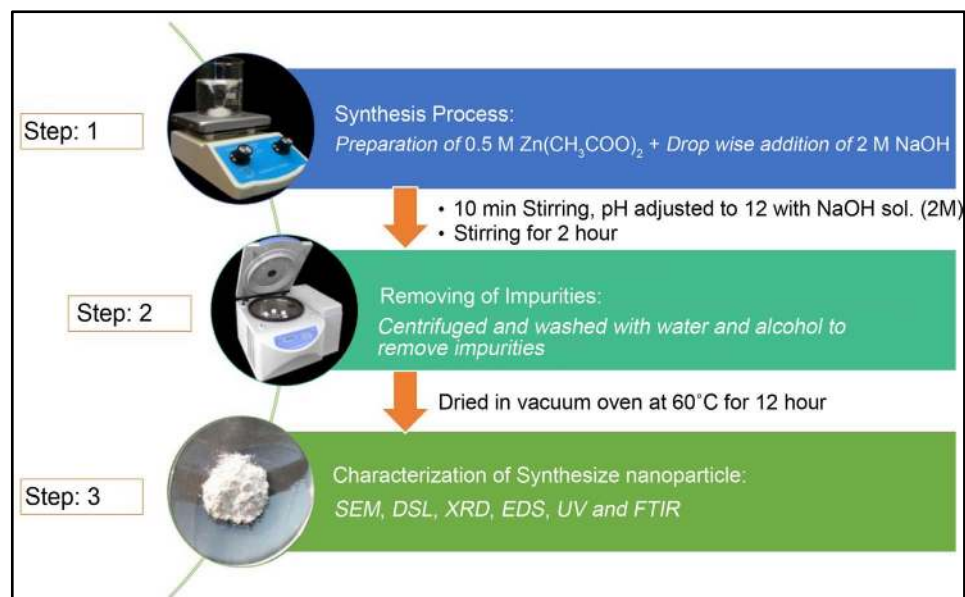 Step: 1
Synthesis Process:
Preparation of 0.5 M Zn(CH₃COO)₂ + Drop wise addition of 2 M NaOH
• 10 min Stirring, pH adjusted to 12 with NaOH sol. (2M)
• Stirring for 2 hour
Step: 2
Removing of Impurities:
Centrifuged and washed with water and alcohol to
remove impurities
Dried in vacuum oven at 60˚C for 12 hour
Step: 3
Characterization of Synthesize nanoparticle:
SEM, DSL, XRD, EDS, UV and FTIR